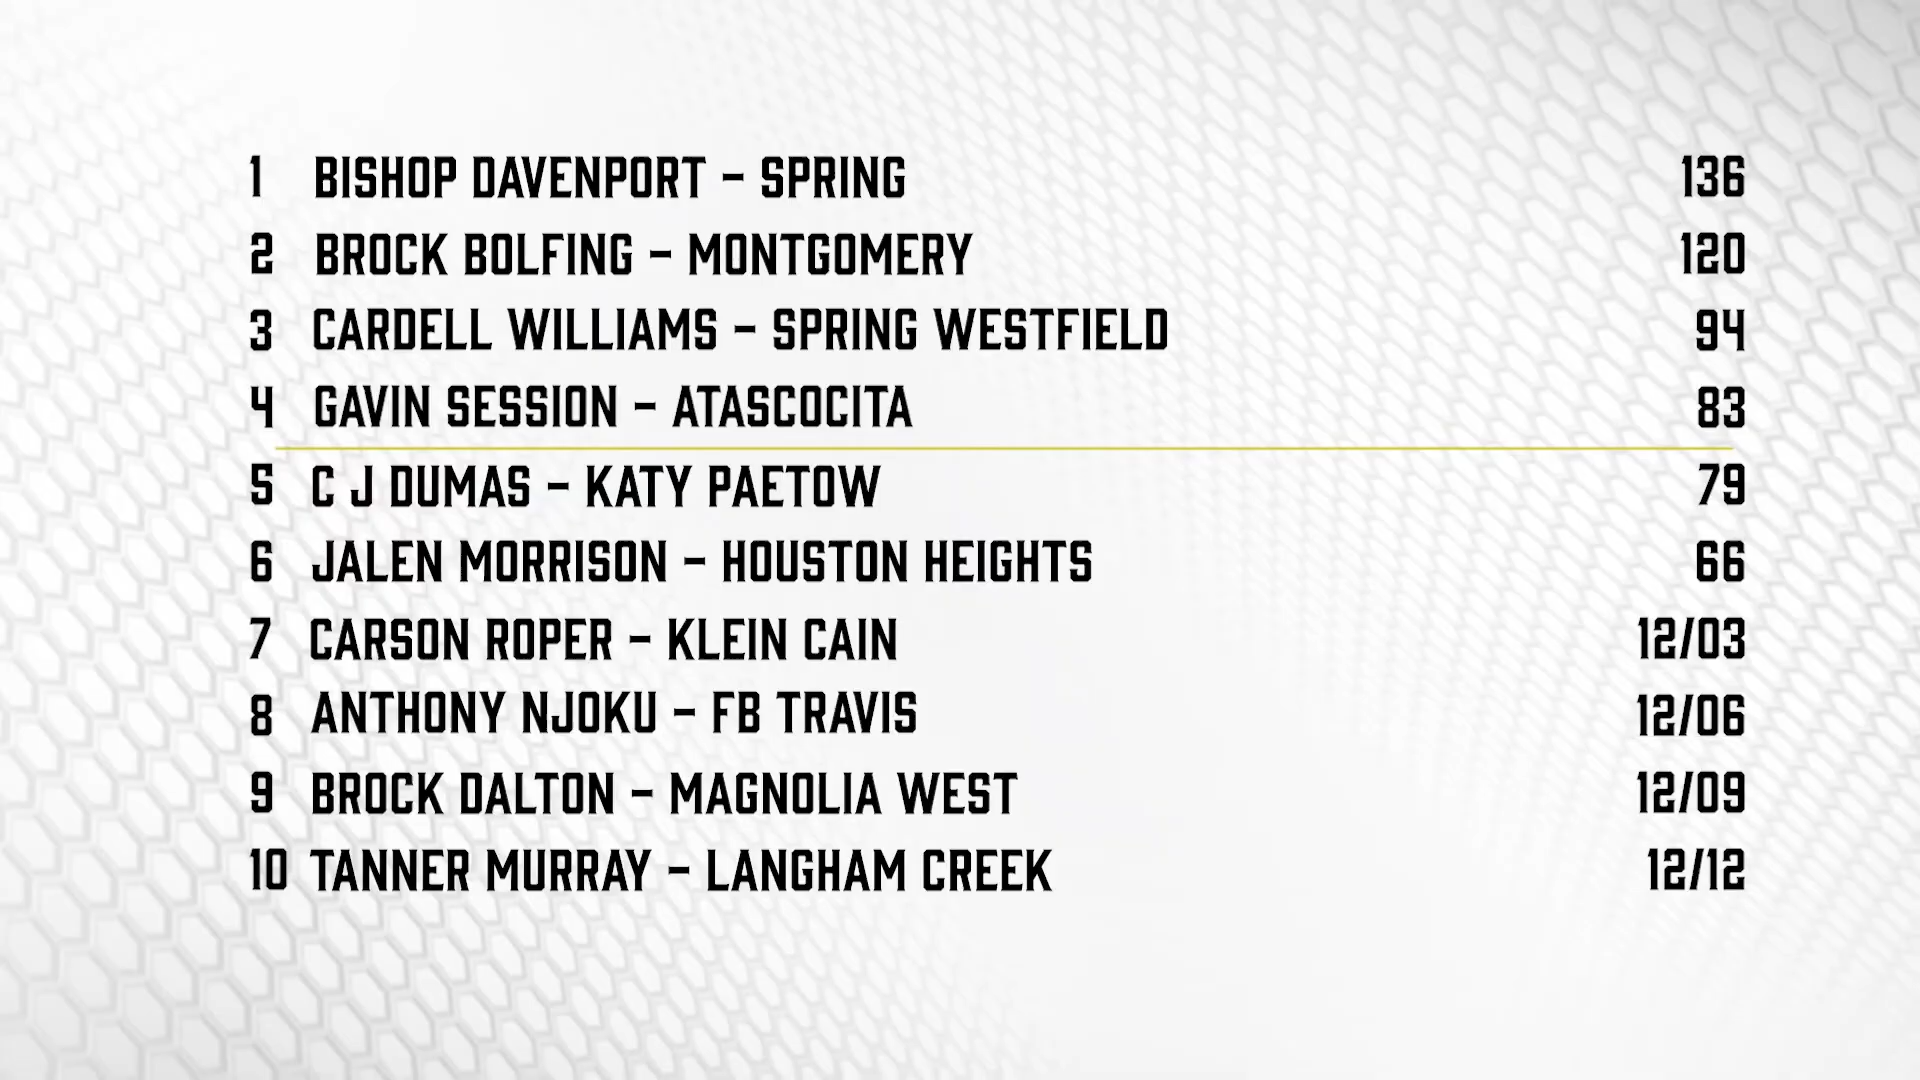 1 BISHOP DAVENPORT – SPRING 136
2 BROCK BOLFING – MONTGOMERY 120
3 CARDELL WILLIAMS – SPRING WESTFIELD 94
4 GAVIN SESSION – ATASCOCITA 83
5 C J DUMAS – KATY PAETOW 79
6 JALEN MORRISON – HOUSTON HEIGHTS 66
7 CARSON ROPER – KLEIN CAIN 12/03
8 ANTHONY NJOKU – FB TRAVIS 12/06
9 BROCK DALTON – MAGNOLIA WEST 12/09
10 TANNER MURRAY – LANGHAM CREEK 12/12